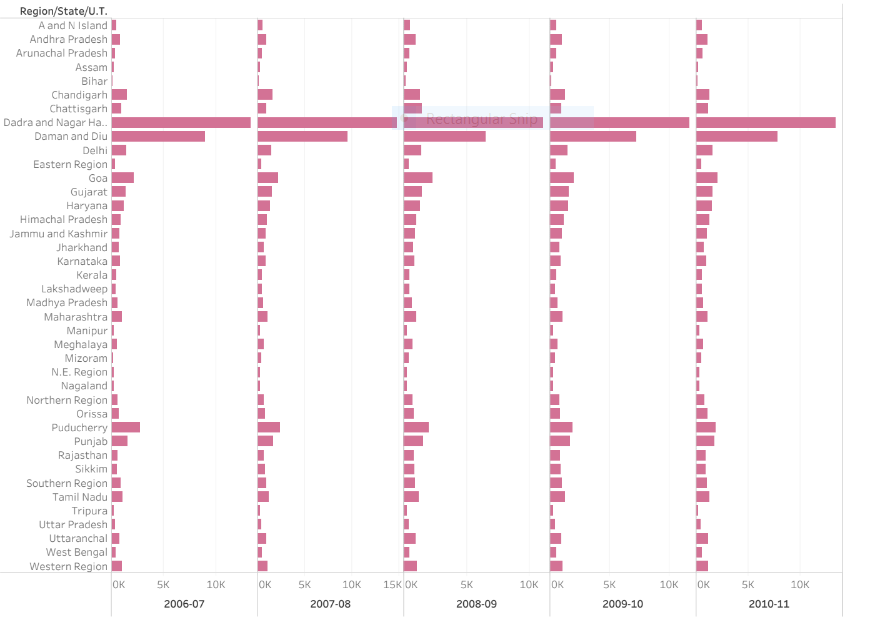 Region/State/U.T.
A and N Island
Andhra Pradesh
Arunachal Pradesh
Assam
Bihar
Chandigarh
Chattisgarh
Dadra and Nagar Ha..
Rectangular Snip
Daman and Diu
Delhi
Eastern Region
Goa
Gujarat
Haryana
Himachal Pradesh
Jammu and Kashmir
Jharkhand
Karnataka
Kerala
Lakshadweep
Madhya Pradesh
Maharashtra
Manipur
Meghalaya
Mizoram
N.E. Region
Nagaland
Northern Region
Orissa
Puducherry
Punjab
Rajasthan
Sikkim
Southern Region
Tamil Nadu
Tripura
Uttar Pradesh
Uttaranchal
West Bengal
Western Region
0K 5K 10K 0K 5K 10K 15K 0K 5K 10K 0K 5K 10K 0K 5K 10K
2006-07 2007-08 2008-09 2009-10 2010-11